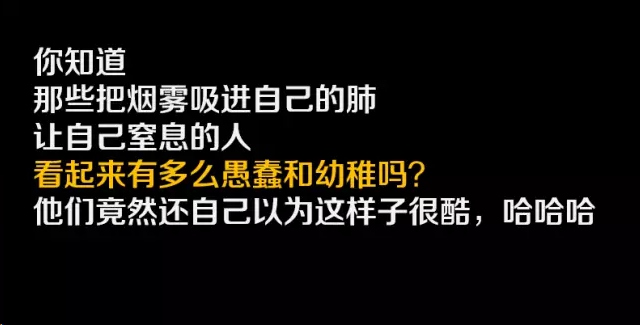 你知道
那些把烟雾吸进自己的肺
让自己窒息的人
看起来有多么愚蠢和幼稚吗？
他们竟然还自己以为这样子很酷，哈哈哈